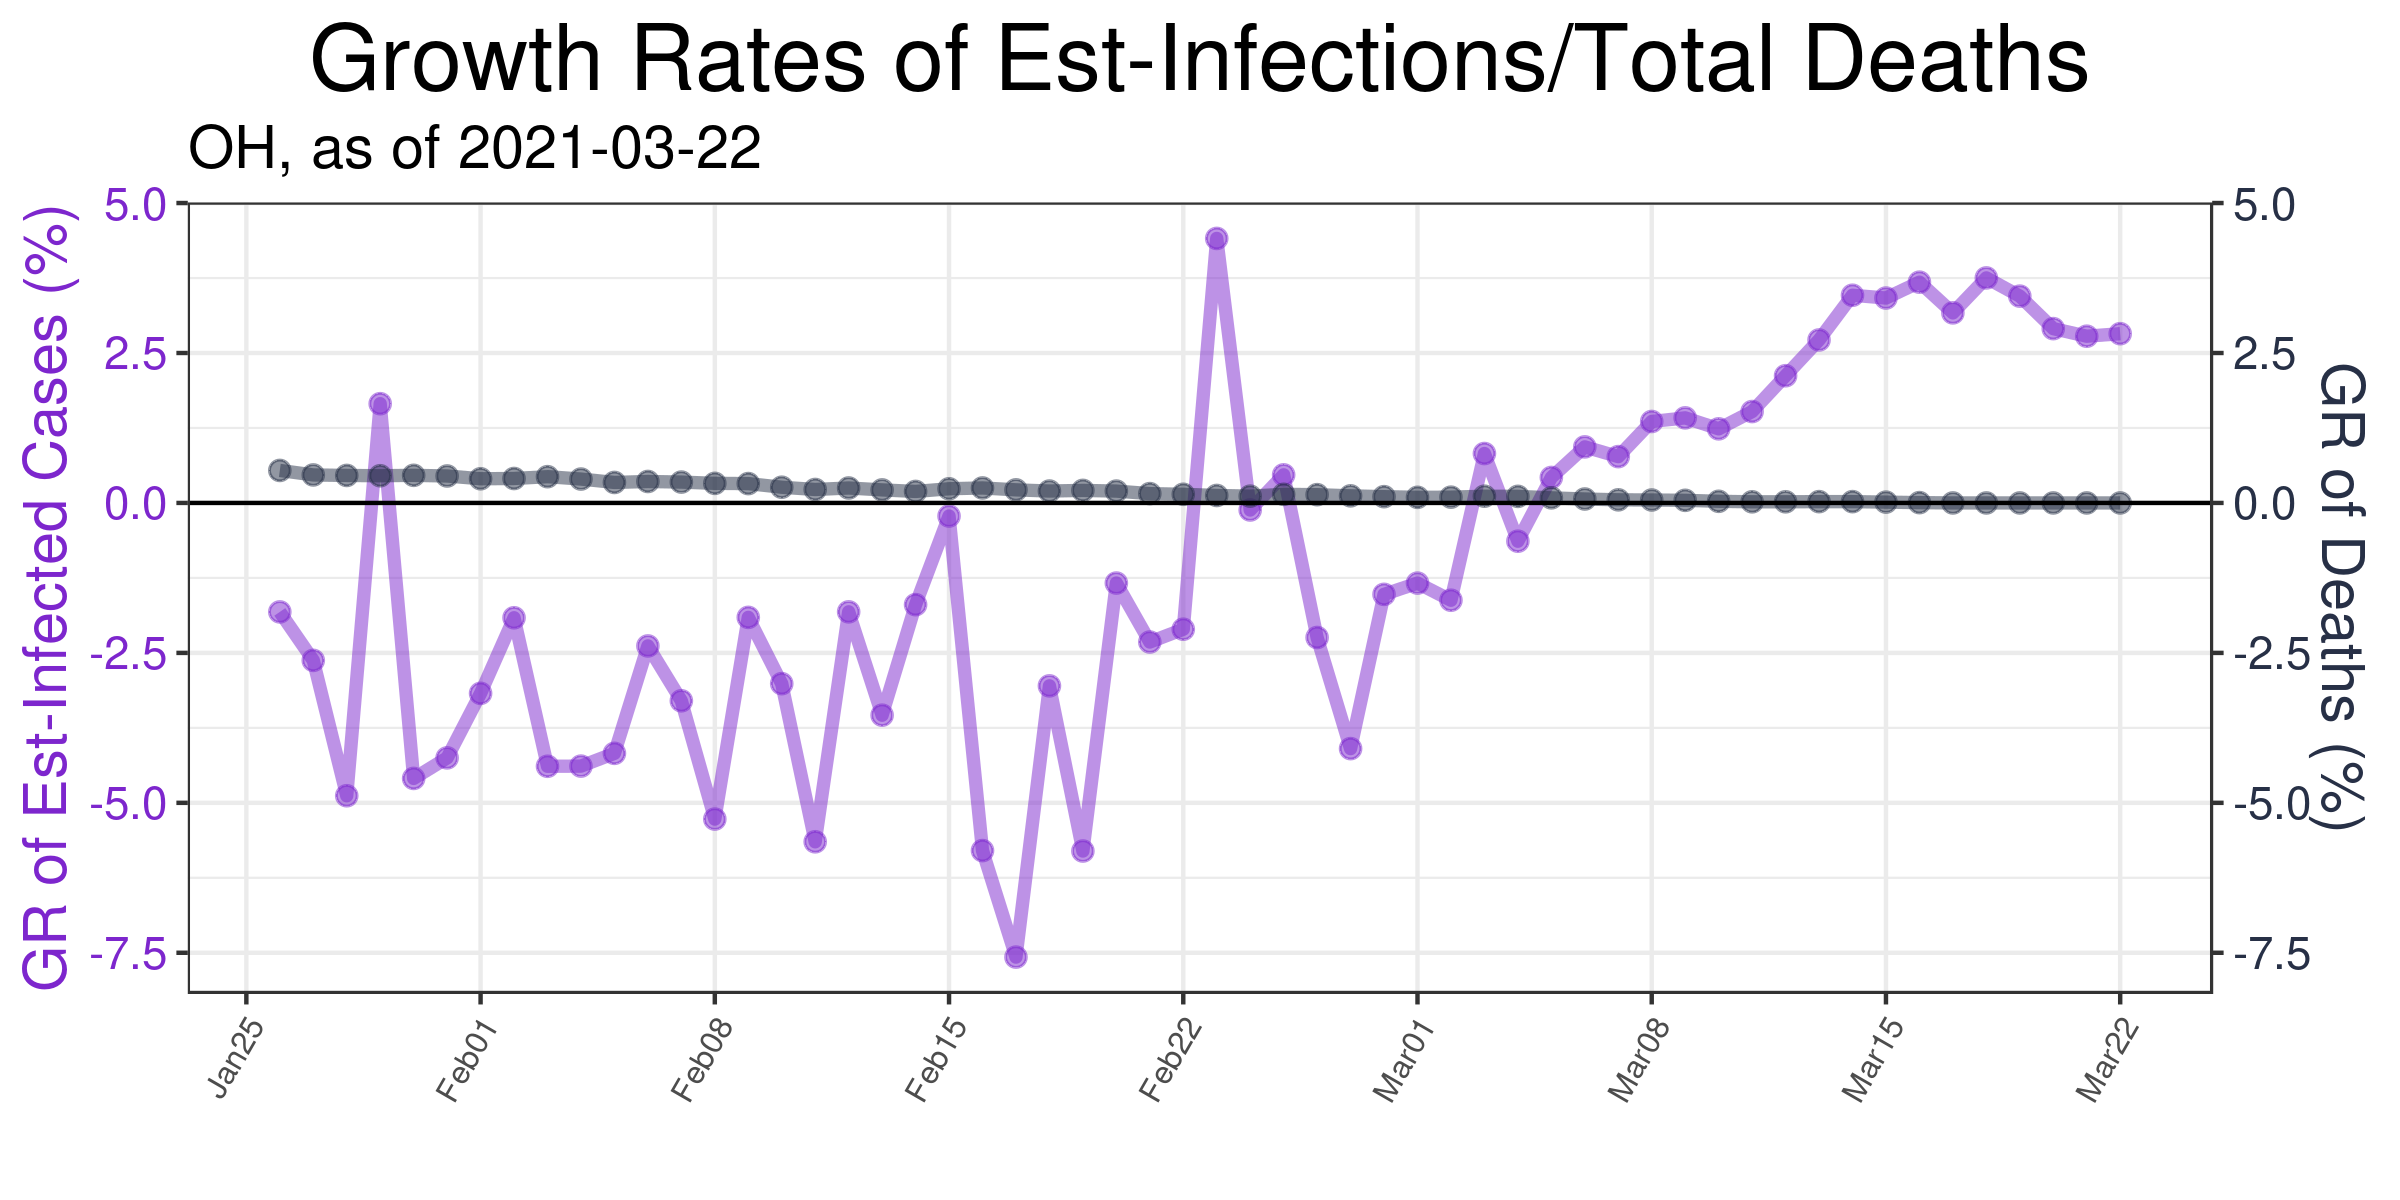 Growth Rates of Est-Infections/Total Deaths
OH, as of 2021-03-22
GR of Est-Infected Cases (%)
5.0
2.5
0.0
-2.5
-5.0
-7.5
5.0
2.5
0.0
-2.5
-5.0
-7.5
GR of Deaths (%)
Jan25
Feb01
Feb08
Feb15
Feb22
Mar01
Mar08
Mar15
Mar22